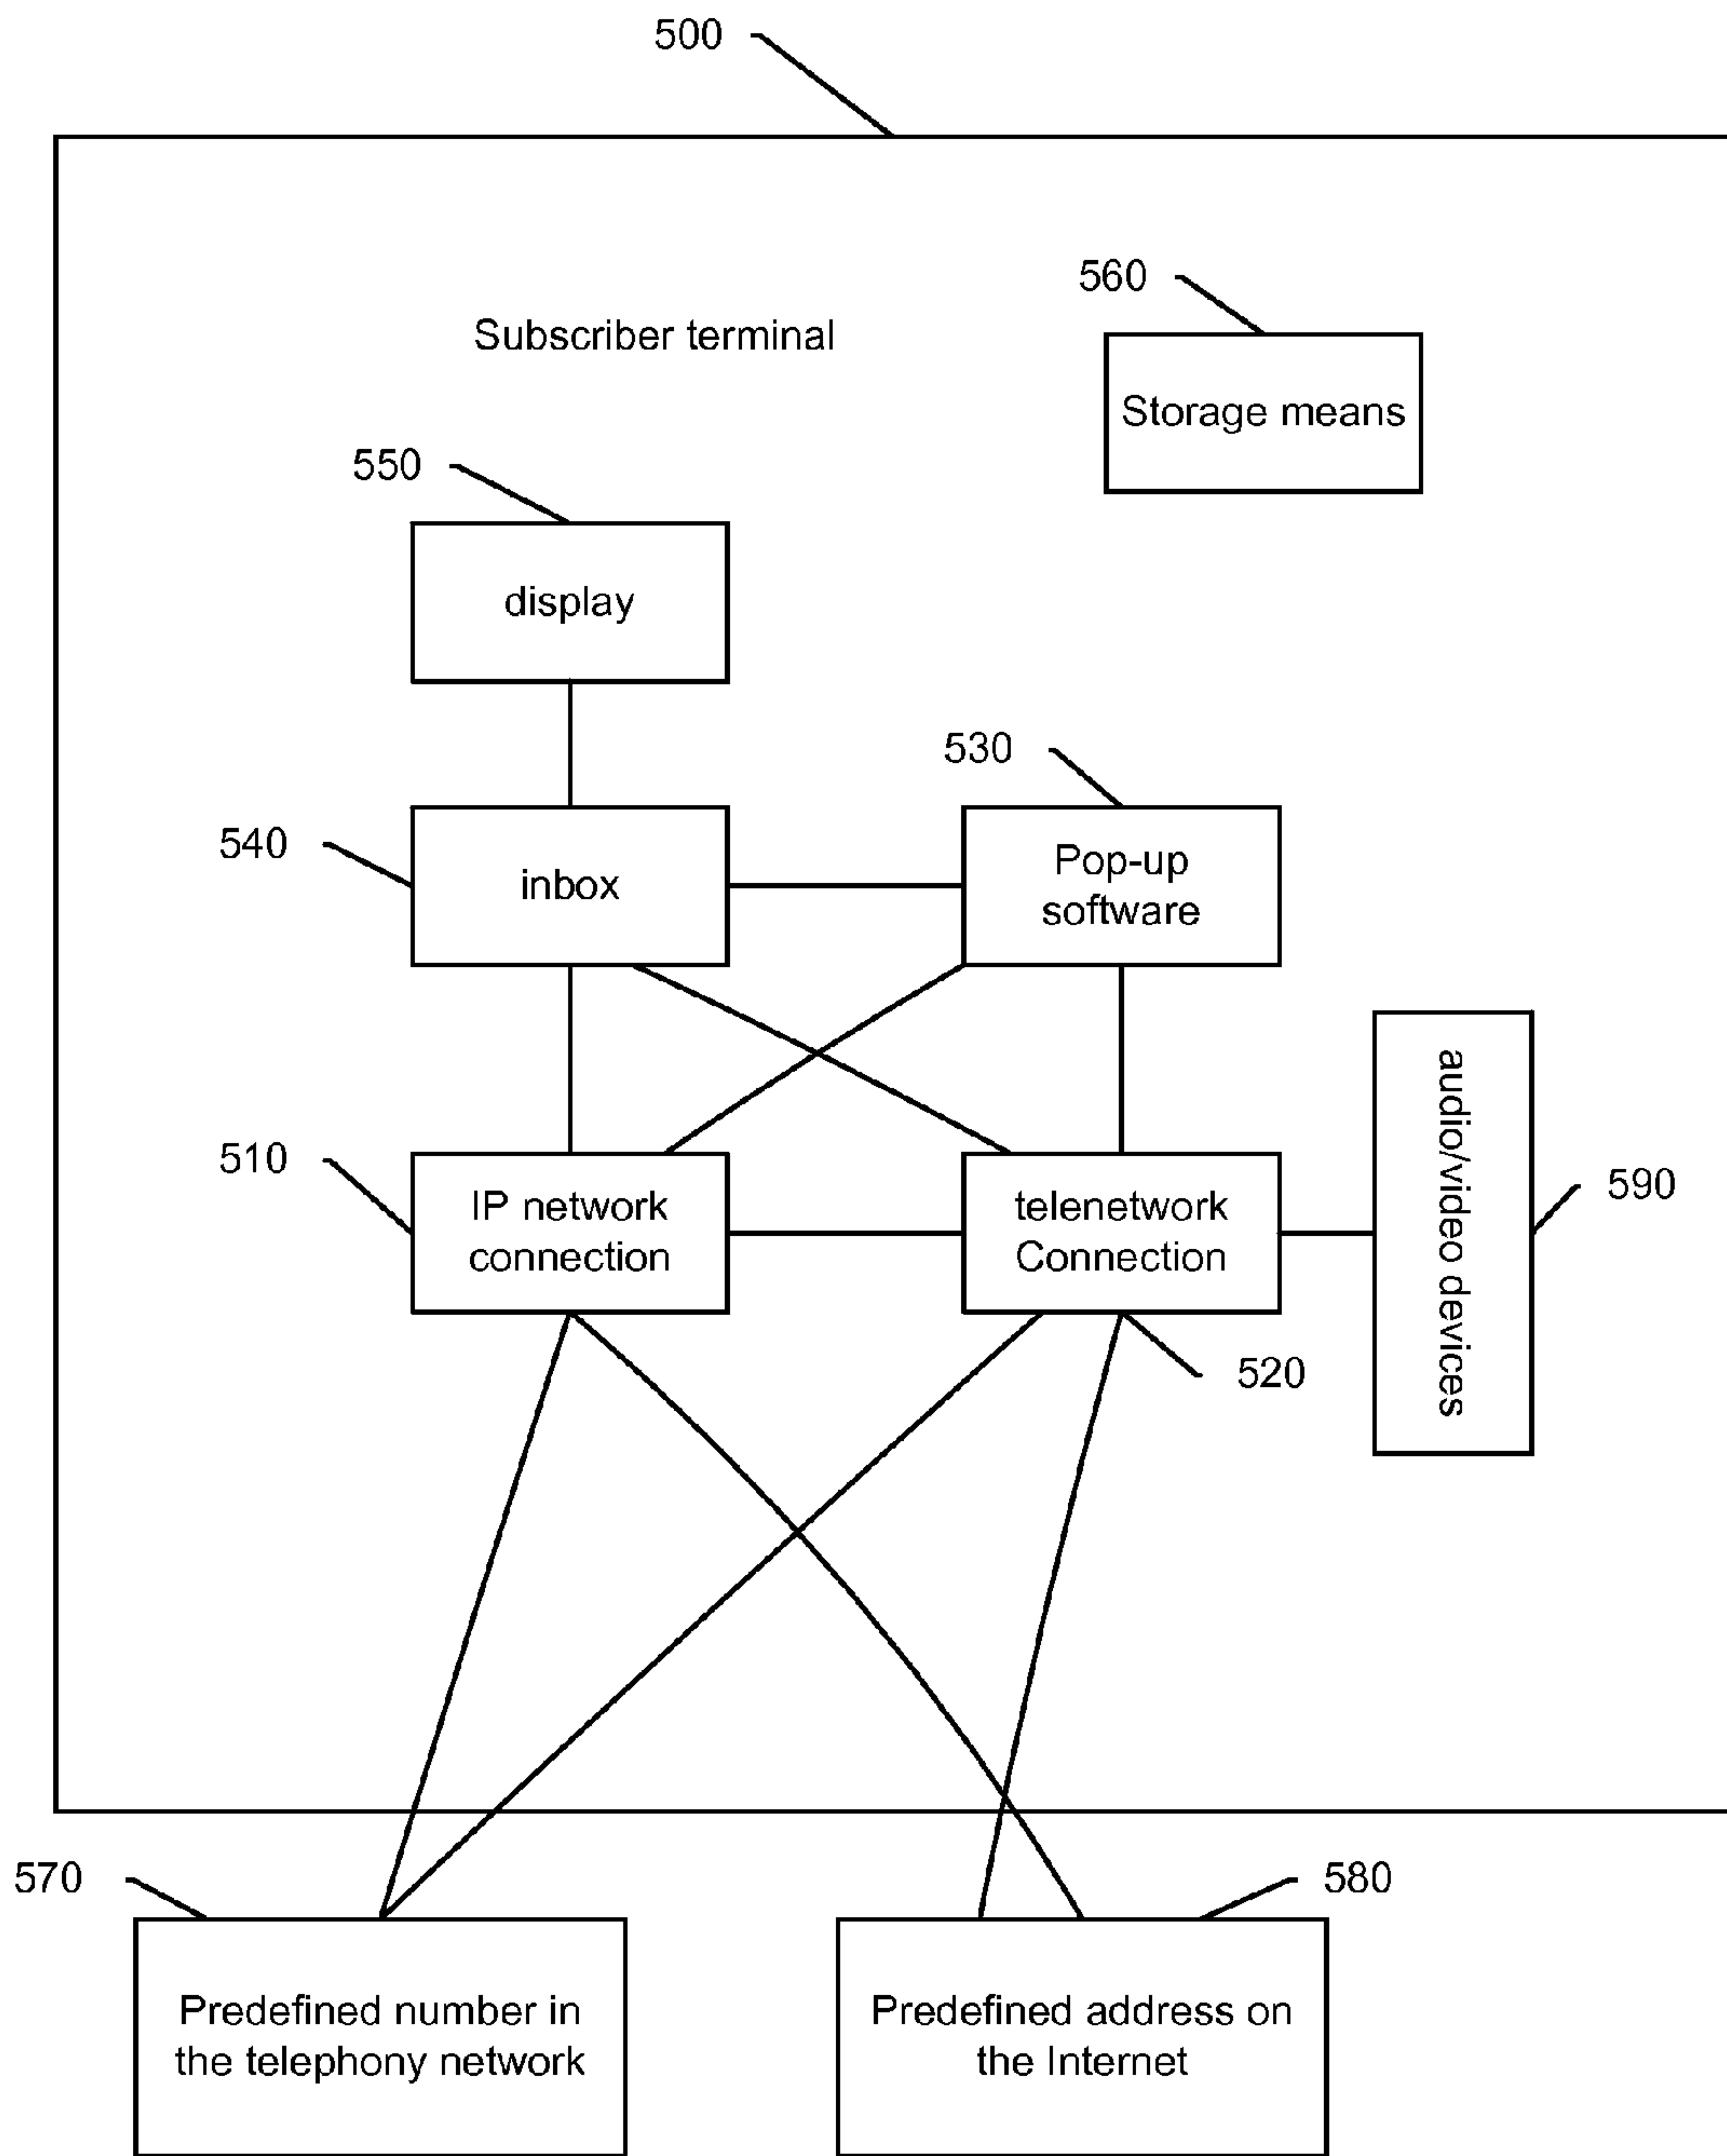 500
560
Subscriber terminal
Storage means
550
display
530
540
inbox
Pop-up
software
510
IP network
connection
telenetwork
Connection
audio/video devices
590
520
570
580
Predefined number in
the telephony network
Predefined address on
the Internet